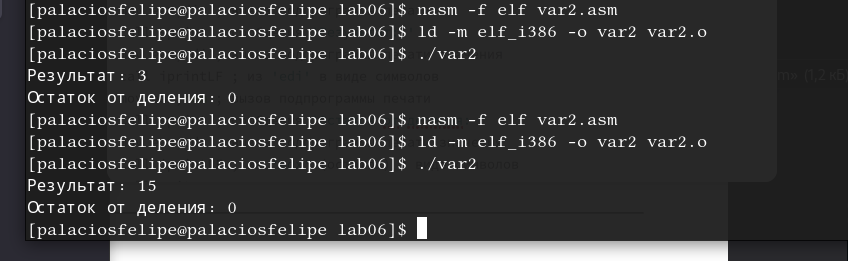 [palaciosfelipe@palaciosfelipe lab06]$ nasm -f elf var2.asm
[palaciosfelipe@palaciosfelipe lab06]$ ld -m elf_i386 -o var2 var2.o
[palaciosfelipe@palaciosfelipe lab06]$ ./var2
Результат: 3
Остаток от деления: 0
[palaciosfelipe@palaciosfelipe lab06]$ nasm -f elf var2.asm
[palaciosfelipe@palaciosfelipe lab06]$ ld -m elf_i386 -o var2 var2.o
[palaciosfelipe@palaciosfelipe lab06]$ ./var2
Результат: 15
Остаток от деления: 0
[palaciosfelipe@palaciosfelipe lab06]$